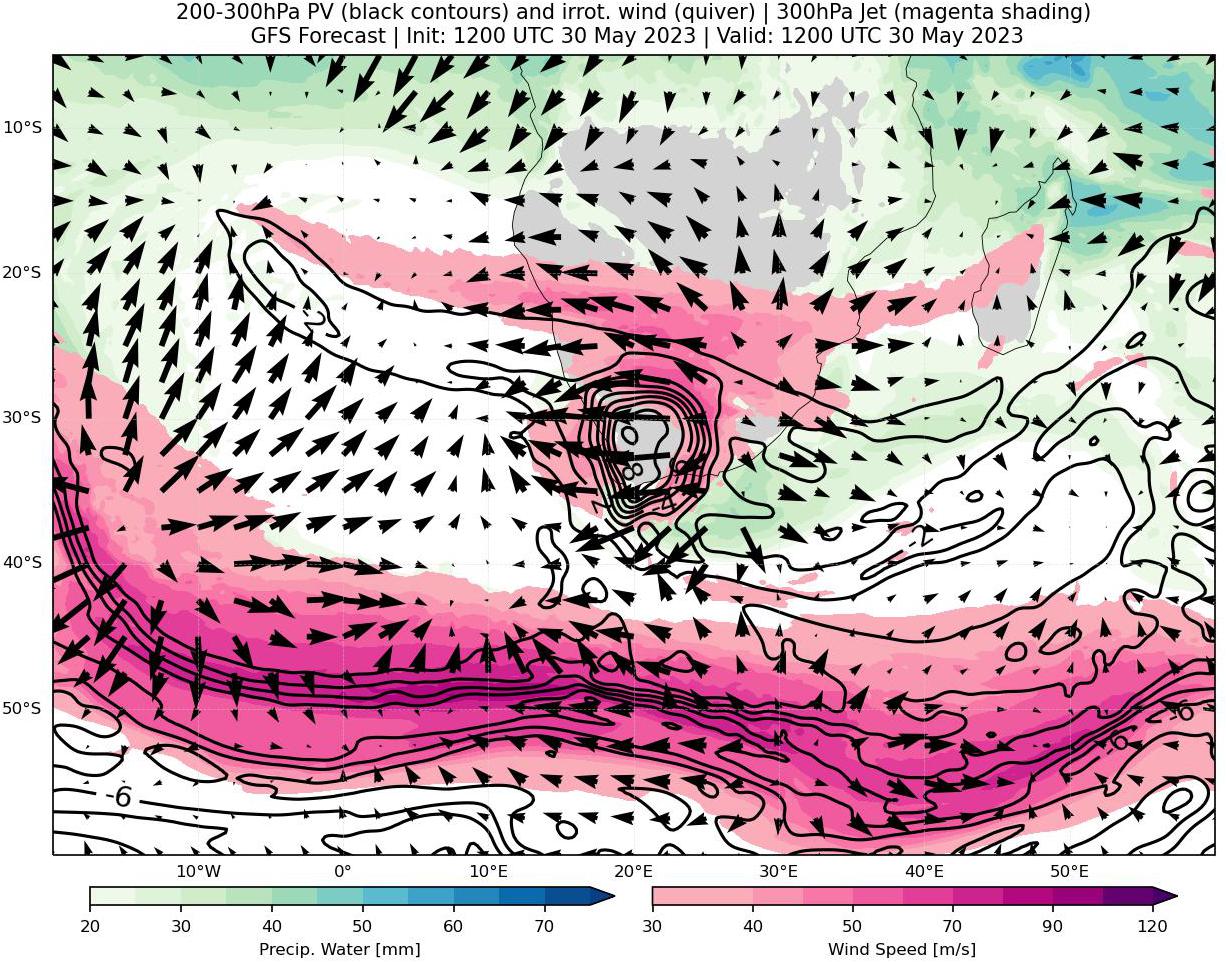 200-300hPa PV (black contours) and irrot. wind (quiver) | 300hPa Jet (magenta shading)
GFS Forecast | Init: 1200 UTC 30 May 2023 | Valid: 1200 UTC 30 May 2023
10°S
20°S
-2
30°S
-8
-2
-2
40°S
50°S
-6
-6
-6
10°W 0° 10°E 20°E 30°E 40°E 50°E
20 30 40 50 60 70
Precip. Water [mm]
30 40 50 70 90 120
Wind Speed [m/s]